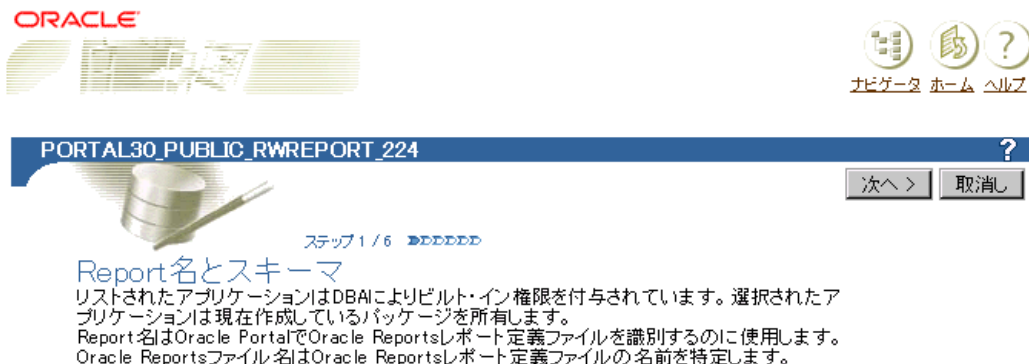 ORACLE
ナビゲータ ホーム ヘルプ
PORTAL30_PUBLIC_RWREPORT_224 ?
次へ > 取消し
ステップ 1 / 6
Report名とスキーマ
リストされたアプリケーションはDBAによりビルト・イン権限を付与されています。選択されたア
プリケーションは現在作成しているパッケージを所有します。
Report名はOracle PortalでOracle Reportsレポート定義ファイルを識別するのに使用します。
Oracle Reportsファイル名はOracle Reportsレポート定義ファイルの名前を特定します。